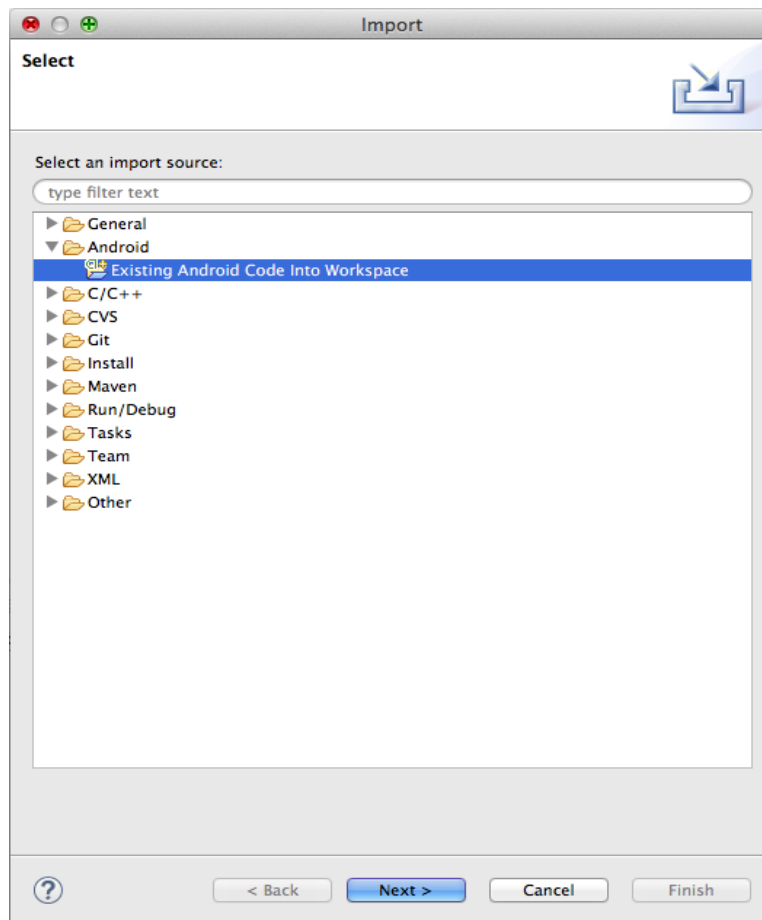 Import
Select
Select an import source:
type filter text
General
Android
Existing Android Code Into Workspace
C/C++
CVS
Git
Install
Maven
Run/Debug
Tasks
Team
XML
Other
? < Back Next > Cancel Finish